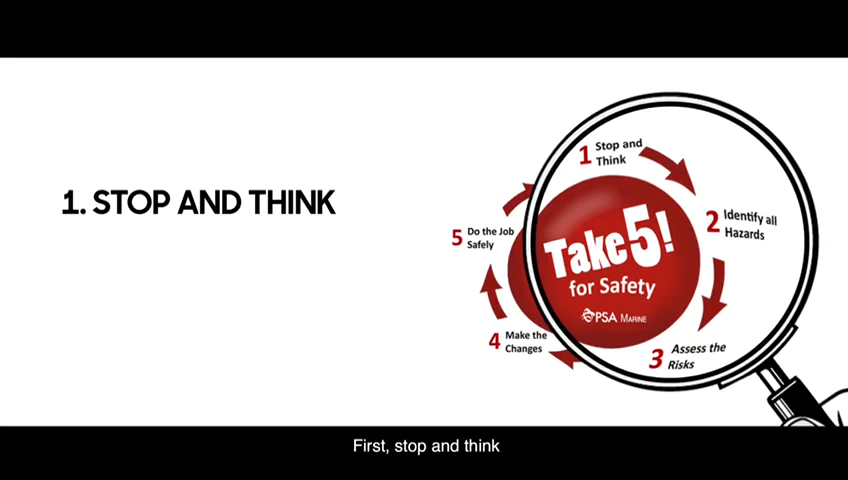 1. STOP AND THINK
1 Stop and
Think
2 Identify all
Hazards
3 Assess the
Risks
4 Make the
Changes
5 Do the Job
Safely
Take 5!
for Safety
PSA MARINE
First, stop and think